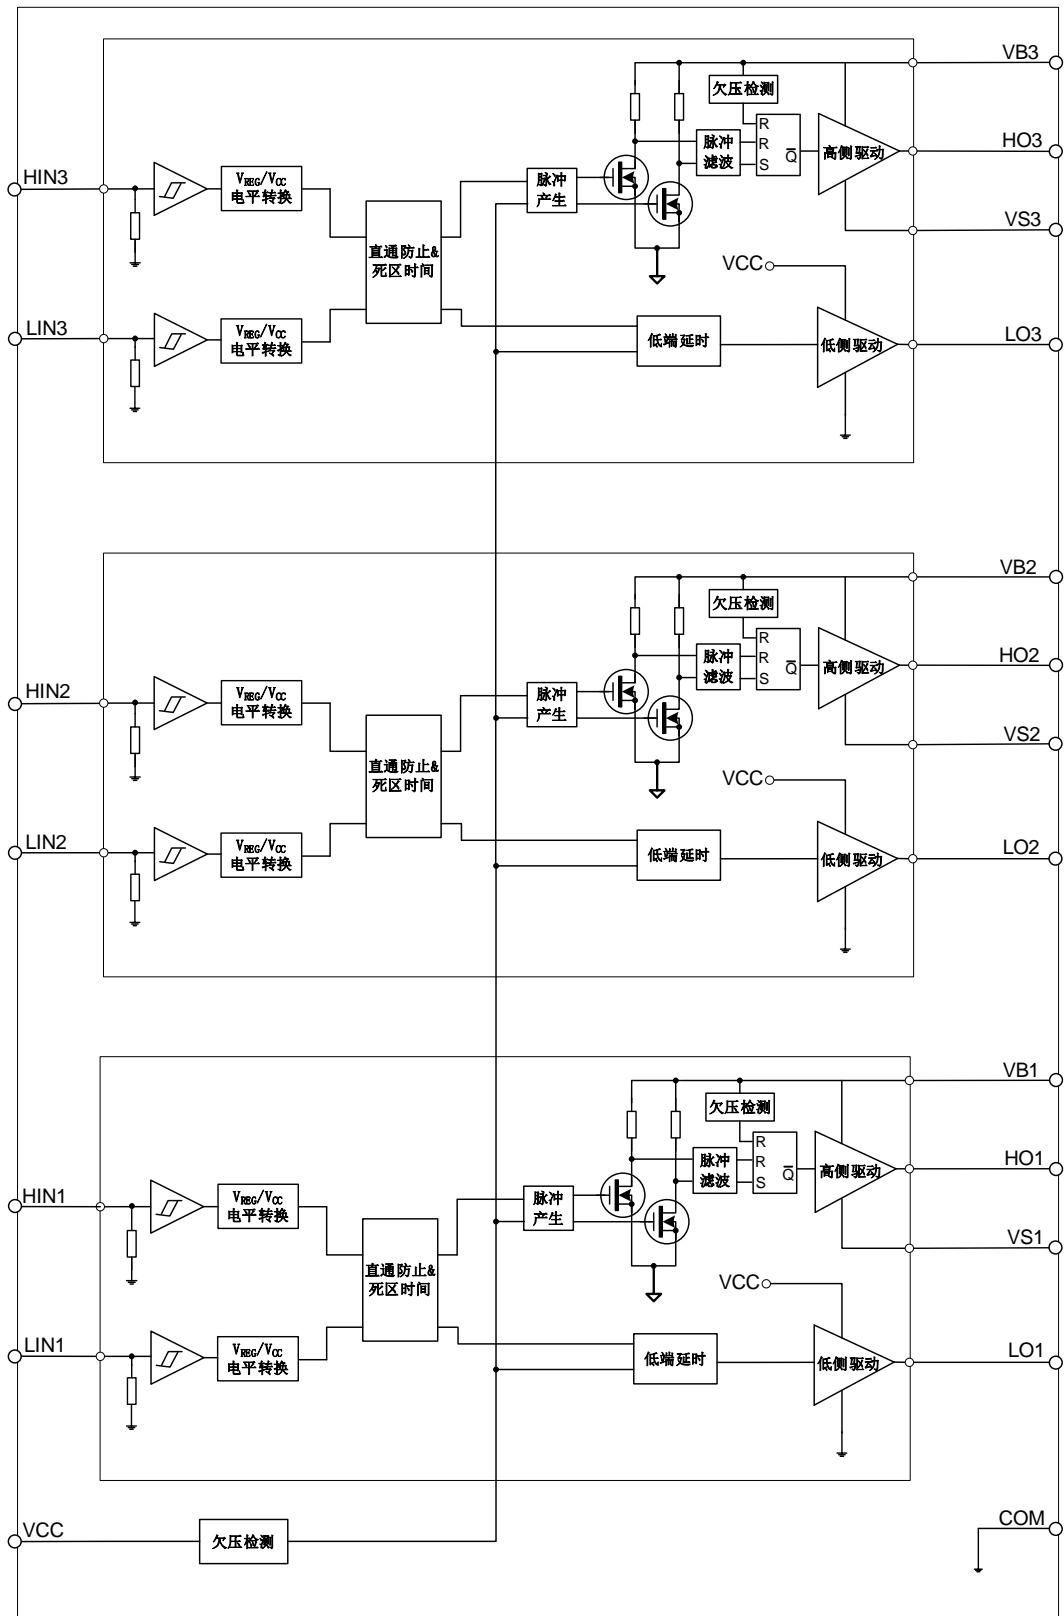 VB3
欠压检测
R
R
S
Q̅
脉冲
滤波
高侧驱动
HO3
HIN3
VREG/VCC
电平转换
脉冲
产生
VS3
直通防止&
死区时间
VCC
LIN3
VREG/VCC
电平转换
低端延时
低侧驱动
LO3
VB2
欠压检测
R
R
S
Q̅
脉冲
滤波
高侧驱动
HO2
HIN2
VREG/VCC
电平转换
脉冲
产生
VS2
直通防止&
死区时间
VCC
LIN2
VREG/VCC
电平转换
低端延时
低侧驱动
LO2
VB1
欠压检测
R
R
S
Q̅
脉冲
滤波
高侧驱动
HO1
HIN1
VREG/VCC
电平转换
脉冲
产生
VS1
直通防止&
死区时间
VCC
LIN1
VREG/VCC
电平转换
低端延时
低侧驱动
LO1
VCC
欠压检测
COM